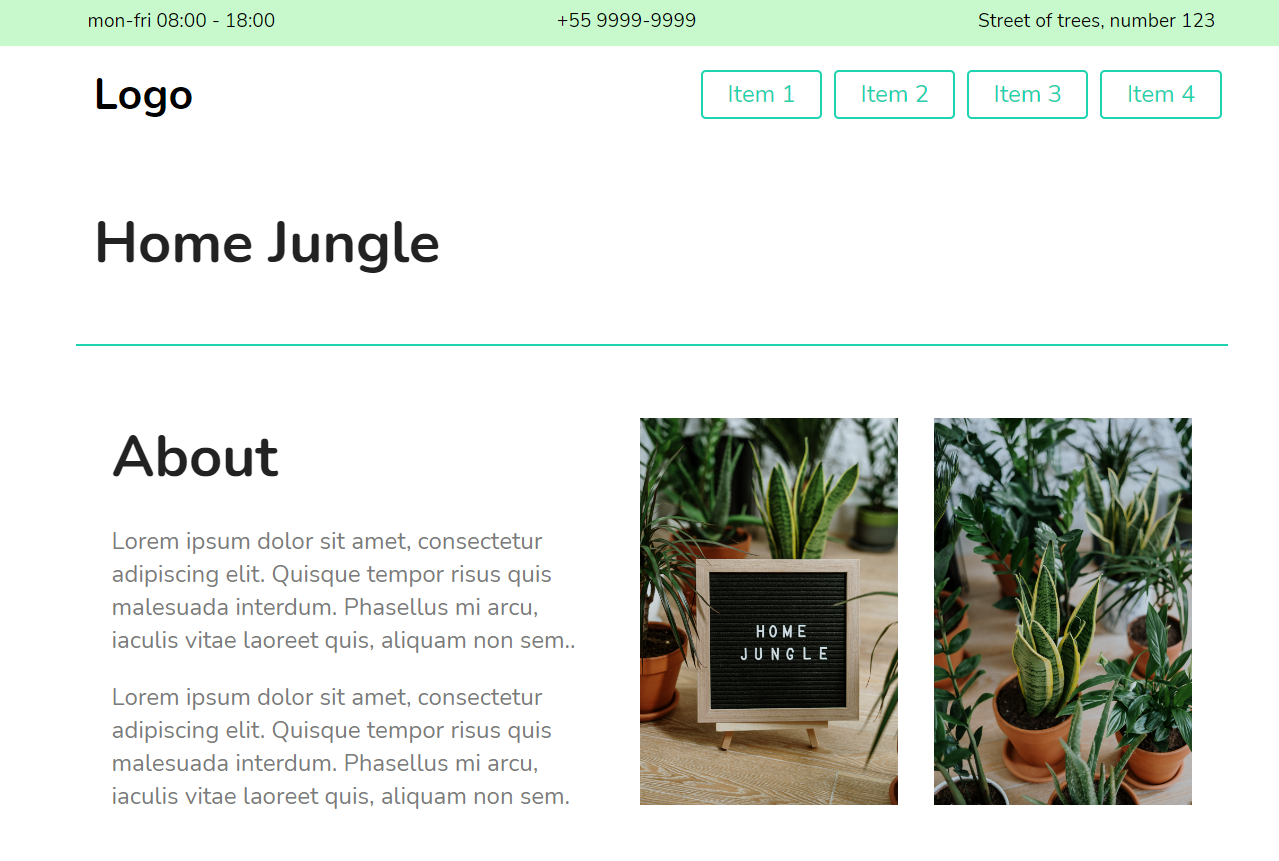 mon-fri 08:00 - 18:00
+55 9999-9999
Street of trees, number 123
Logo
Item 1
Item 2
Item 3
Item 4
Home Jungle
About
Lorem ipsum dolor sit amet, consectetur
adipiscing elit. Quisque tempor risus quis
malesuada interdum. Phasellus mi arcu,
iaculis vitae laoreet quis, aliquam non sem..
Lorem ipsum dolor sit amet, consectetur
adipiscing elit. Quisque tempor risus quis
malesuada interdum. Phasellus mi arcu,
iaculis vitae laoreet quis, aliquam non sem.
HOME
JUNGLE